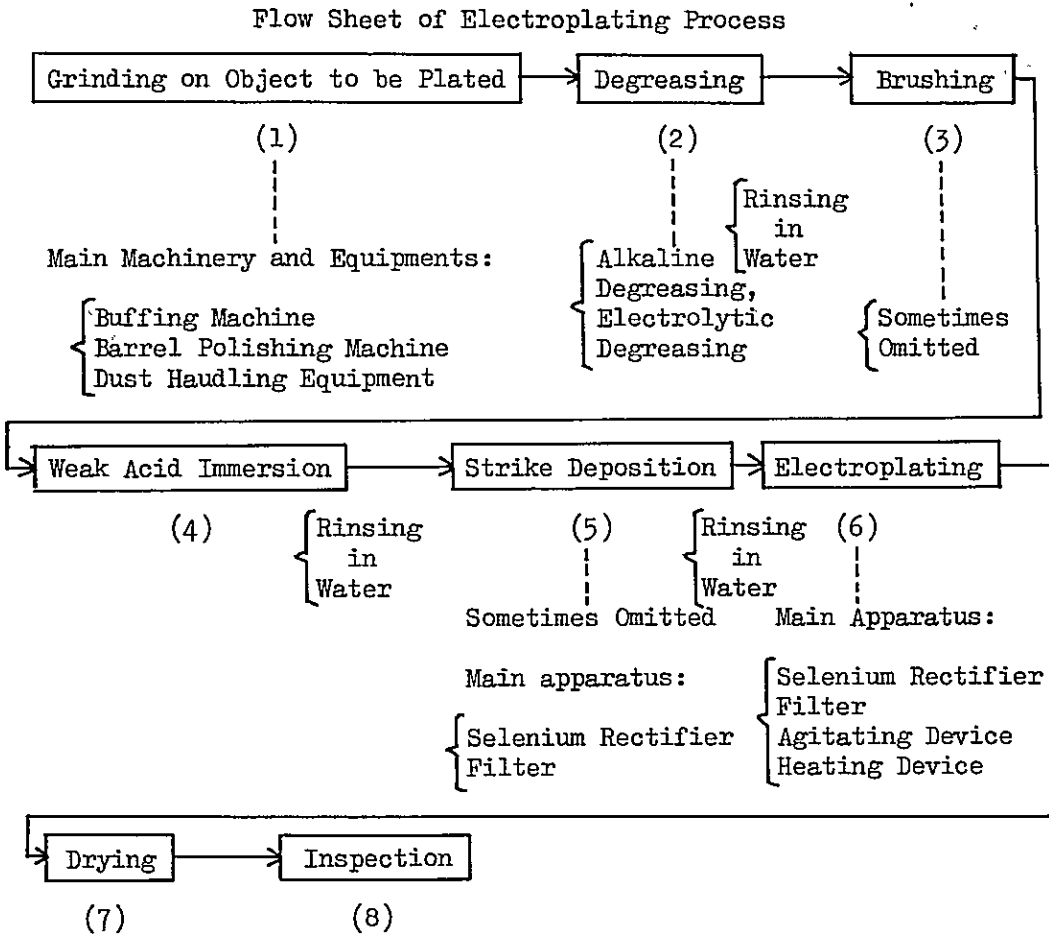 Flow Sheet of Electroplating Process
Grinding on Object to be Plated
Degreasing
Brushing
(1)
(2)
(3)
Main Machinery and Equipments:
Buffing Machine
Barrel Polishing Machine
Dust Haudling Equipment
Alkaline
Degreasing,
Electrolytic
Degreasing
Rinsing
in
Water
Sometimes
Omitted
Weak Acid Immersion
Strike Deposition
Electroplating
(4)
Rinsing
in
Water
(5)
Rinsing
in
Water
(6)
Sometimes Omitted
Main apparatus:
Selenium Rectifier
Filter
Main Apparatus:
Selenium Rectifier
Filter
Agitating Device
Heating Device
Drying
Inspection
(7)
(8)